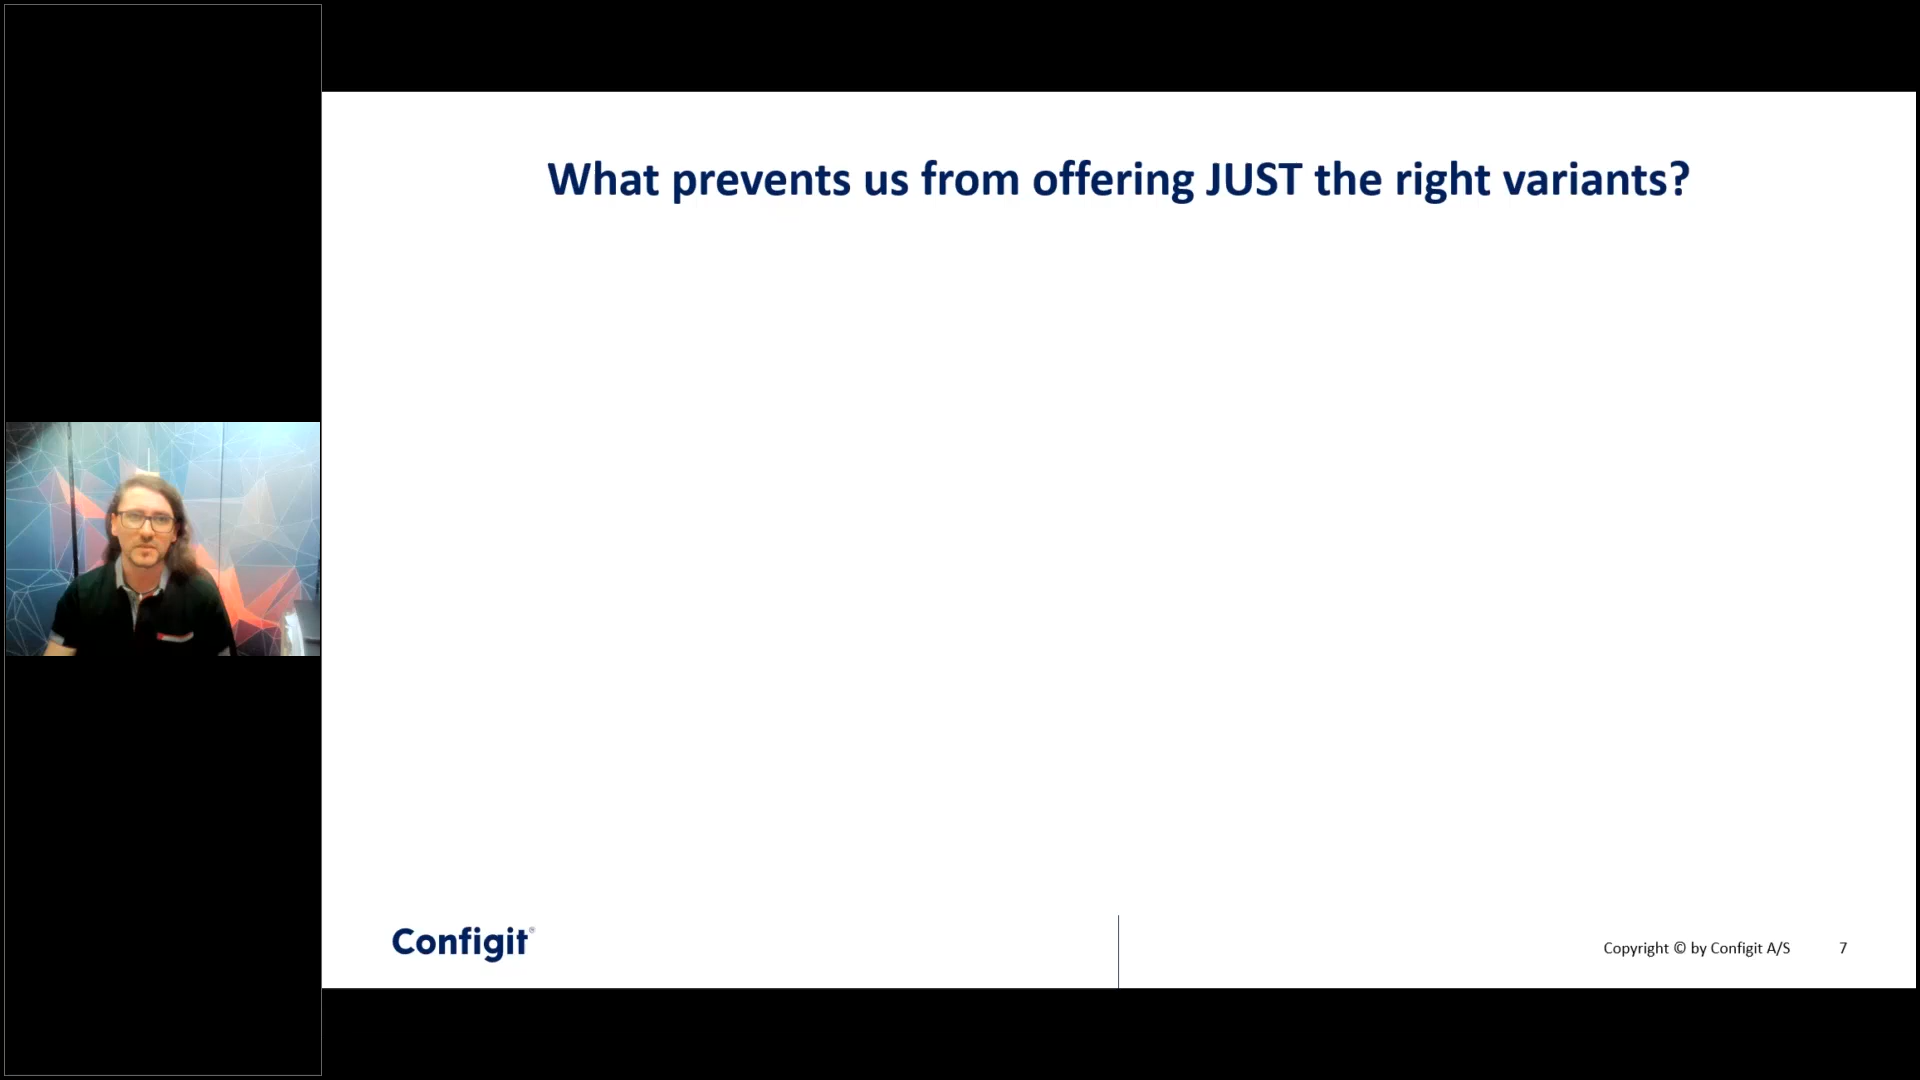 What prevents us from offering JUST the right variants?
Configit®
Copyright © by Configit A/S 7